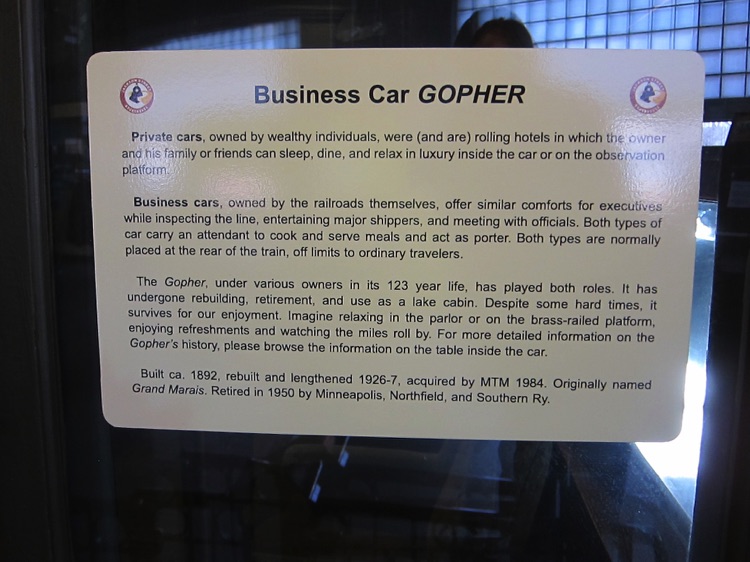 Business Car GOPHER
Private cars, owned by wealthy individuals, were (and are) rolling hotels in which the owner
and his family or friends can sleep, dine, and relax in luxury inside the car or on the observation
platform.
Business cars, owned by the railroads themselves, offer similar comforts for executives
while inspecting the line, entertaining major shippers, and meeting with officials. Both types of
car carry an attendant to cook and serve meals and act as porter. Both types are normally
placed at the rear of the train, off limits to ordinary travelers.
The Gopher, under various owners in its 123 year life, has played both roles. It has
undergone rebuilding, retirement, and use as a lake cabin. Despite some hard times, it
survives for our enjoyment. Imagine relaxing in the parlor or on the brass-railed platform,
enjoying refreshments and watching the miles roll by. For more detailed information on the
Gopher's history, please browse the information on the table inside the car.
Built ca. 1892, rebuilt and lengthened 1926-7, acquired by MTM 1984. Originally named
Grand Marais. Retired in 1950 by Minneapolis, Northfield, and Southern Ry.